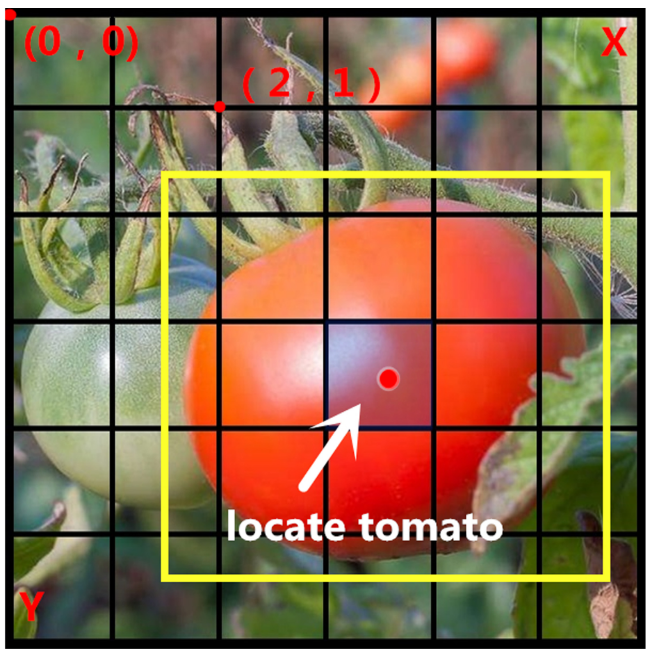 (0 , 0)
X
( 2 , 1 )
locate tomato
Y